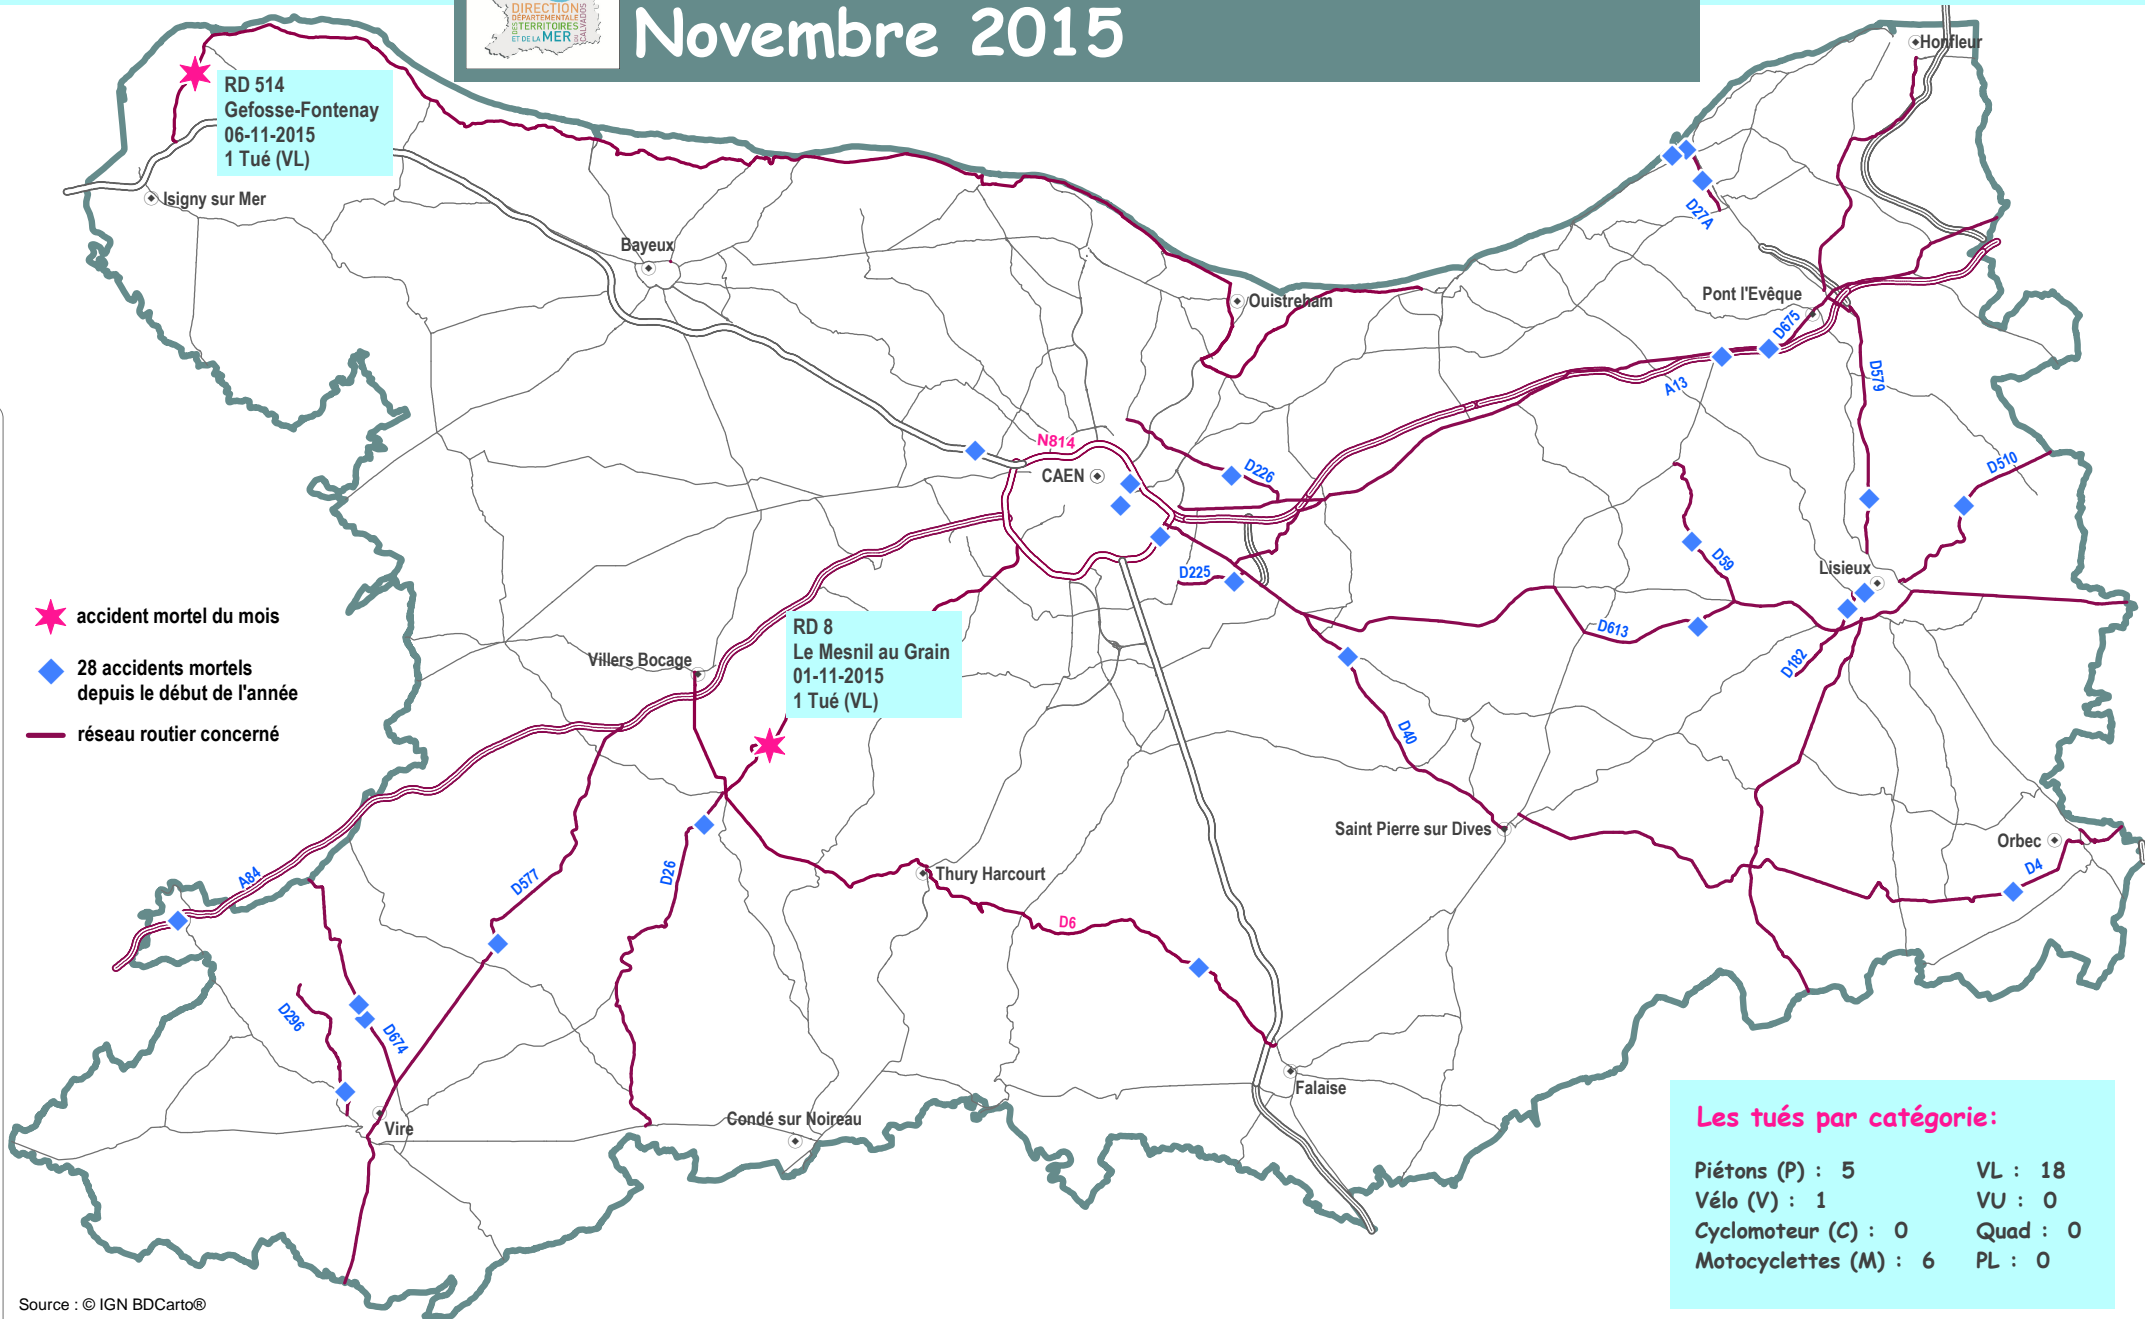 DIRECTION
DÉPARTEMENTALE
DES TERRITOIRES
ET DE LA MER
CALVADOS
Novembre 2015
Honfleur
RD 514
Gefosse-Fontenay
06-11-2015
1 Tué (VL)
Isigny sur Mer
D27A
Bayeux
Pont l'Evêque
Ouistreham
D675
A13
D579
N814
CAEN
D226
D510
D59
Lisieux
D225
accident mortel du mois
RD 8
Le Mesnil au Grain
01-11-2015
1 Tué (VL)
D613
Villers Bocage
D182
28 accidents mortels
depuis le début de l'année
réseau routier concerné
D40
Saint Pierre sur Dives
Orbec
D4
A84
D577
D26
Thury Harcourt
D6
D296
D674
Falaise
Vire
Condé sur Noireau
Les tués par catégorie:
Piétons (P) : 5 VL : 18
Vélo (V) : 1 VU : 0
Cyclomoteur (C) : 0 Quad : 0
Motocyclettes (M) : 6 PL : 0
Source : © IGN BDCarto®